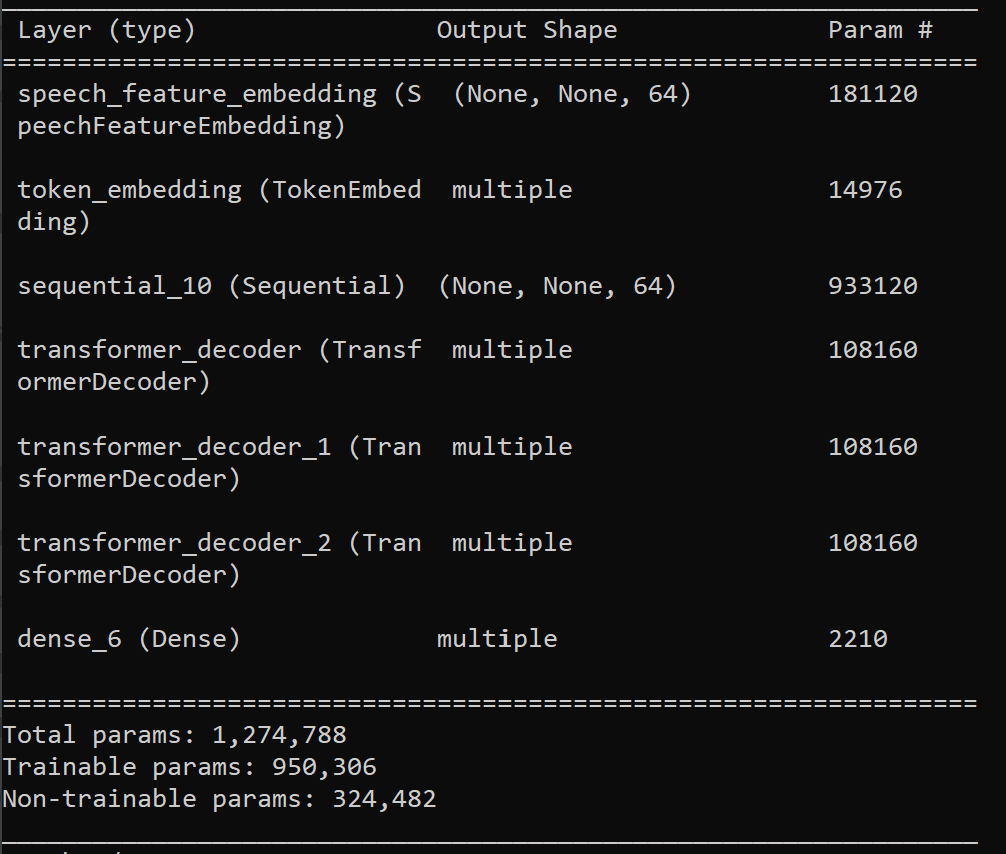 Layer (type) Output Shape Param #
=================================================================
speech_feature_embedding (S (None, None, 64) 181120
peechFeatureEmbedding)
token_embedding (TokenEmbed multiple 14976
ding)
sequential_10 (Sequential) (None, None, 64) 933120
transformer_decoder (Transf multiple 108160
ormerDecoder)
transformer_decoder_1 (Tran multiple 108160
sformerDecoder)
transformer_decoder_2 (Tran multiple 108160
sformerDecoder)
dense_6 (Dense) multiple 2210
=================================================================
Total params: 1,274,788
Trainable params: 950,306
Non-trainable params: 324,482